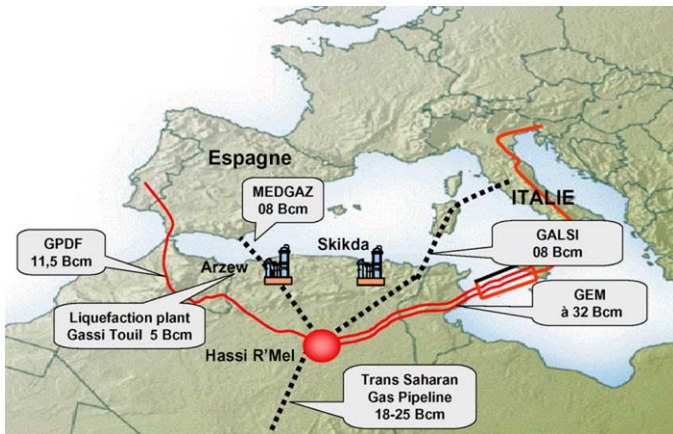 Espagne
MEDGAZ
08 Bcm
ITALIE
GPDF
11,5 Bcm
Skikda
GALSI
08 Bcm
Arzew
Liquefaction plant
Gassi Touil 5 Bcm
GEM
à 32 Bcm
Hassi R'Mel
Trans Saharan
Gas Pipeline
18-25 Bcm